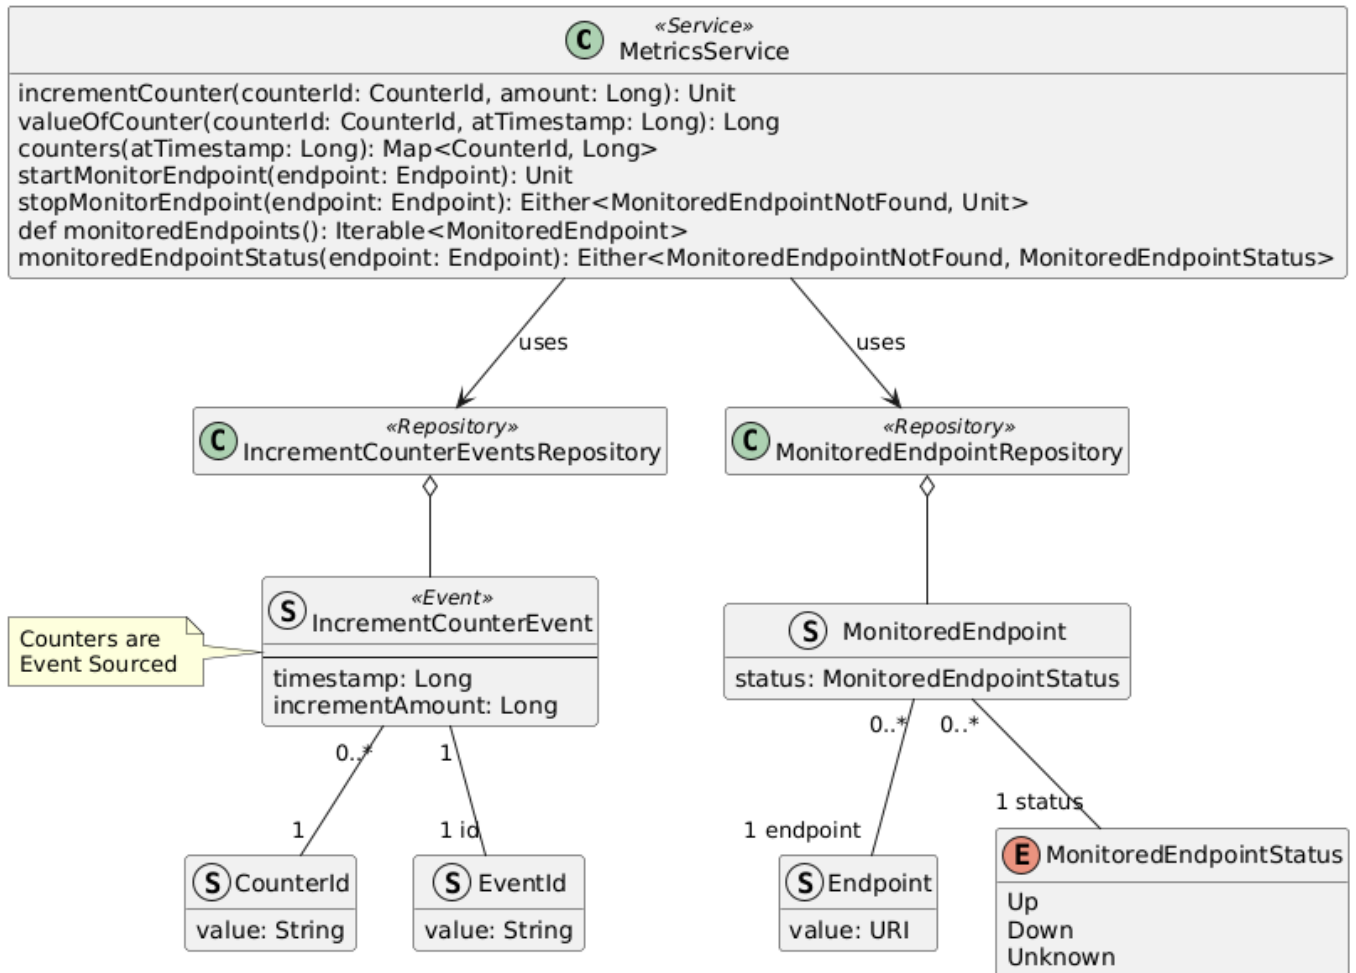 «Service»
C MetricsService
incrementCounter(counterId: CounterId, amount: Long): Unit
valueOfCounter(counterId: CounterId, atTimestamp: Long): Long
counters(atTimestamp: Long): Map<CounterId, Long>
startMonitorEndpoint(endpoint: Endpoint): Unit
stopMonitorEndpoint(endpoint: Endpoint): Either<MonitoredEndpointNotFound, Unit>
def monitoredEndpoints(): Iterable<MonitoredEndpoint>
monitoredEndpointStatus(endpoint: Endpoint): Either<MonitoredEndpointNotFound, MonitoredEndpointStatus>
uses
uses
«Repository»
C IncrementCounterEventsRepository
«Repository»
C MonitoredEndpointRepository
Counters are
Event Sourced
«Event»
S IncrementCounterEvent
timestamp: Long
incrementAmount: Long
S MonitoredEndpoint
status: MonitoredEndpointStatus
0..*
1
0..*
0..*
1
1 id
1 endpoint
1 status
S CounterId
value: String
S EventId
value: String
S Endpoint
value: URI
E MonitoredEndpointStatus
Up
Down
Unknown